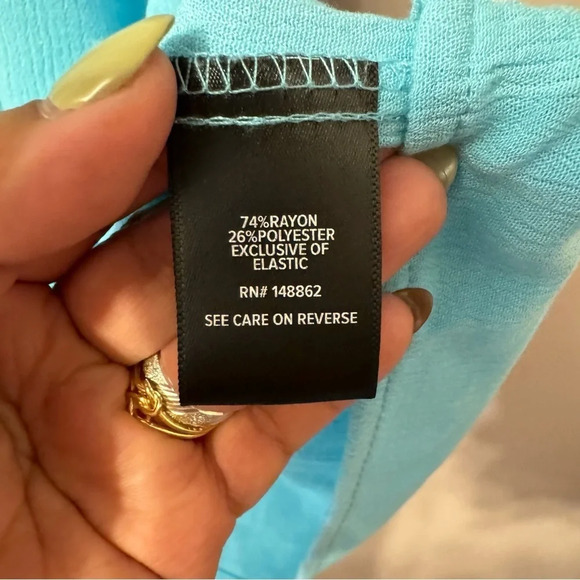 74%RAYON
26%POLYESTER
EXCLUSIVE OF
ELASTIC
RN# 148862
SEE CARE ON REVERSE